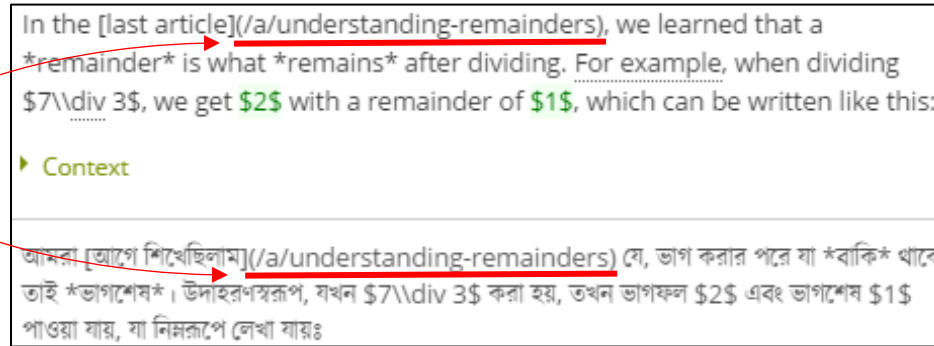 In the [last article](/a/understanding-remainders), we learned that a
*remainder* is what *remains* after dividing. For example, when dividing
$7\\div 3$, we get $2$ with a remainder of $1$, which can be written like this:
Context
আমরা [আগে শিখেছিলাম](/a/understanding-remainders) যে, ভাগ করার পরে যা *বাকি* থাকে
তাই *ভাগশেষ*। উদাহরণস্বরূপ, যখন $7\\div 3$ করা হয়, তখন ভাগফল $2$ এবং ভাগশেষ $1$
পাওয়া যায়, যা নিম্নরূপে লেখা যায়ঃ